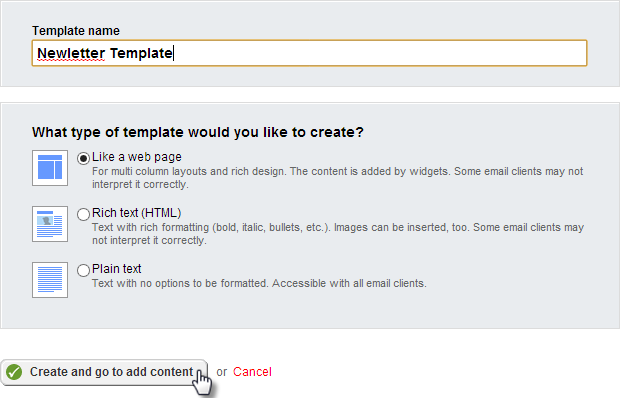 Template name
Newletter Template
What type of template would you like to create?
Like a web page
For multi column layouts and rich design. The content is added by widgets. Some email clients may not
interpret it correctly.
Rich text (HTML)
Text with rich formatting (bold, italic, bullets, etc.). Images can be inserted, too. Some email clients may
not interpret it correctly.
Plain text
Text with no options to be formatted. Accessible with all email clients.
Create and go to add content or Cancel